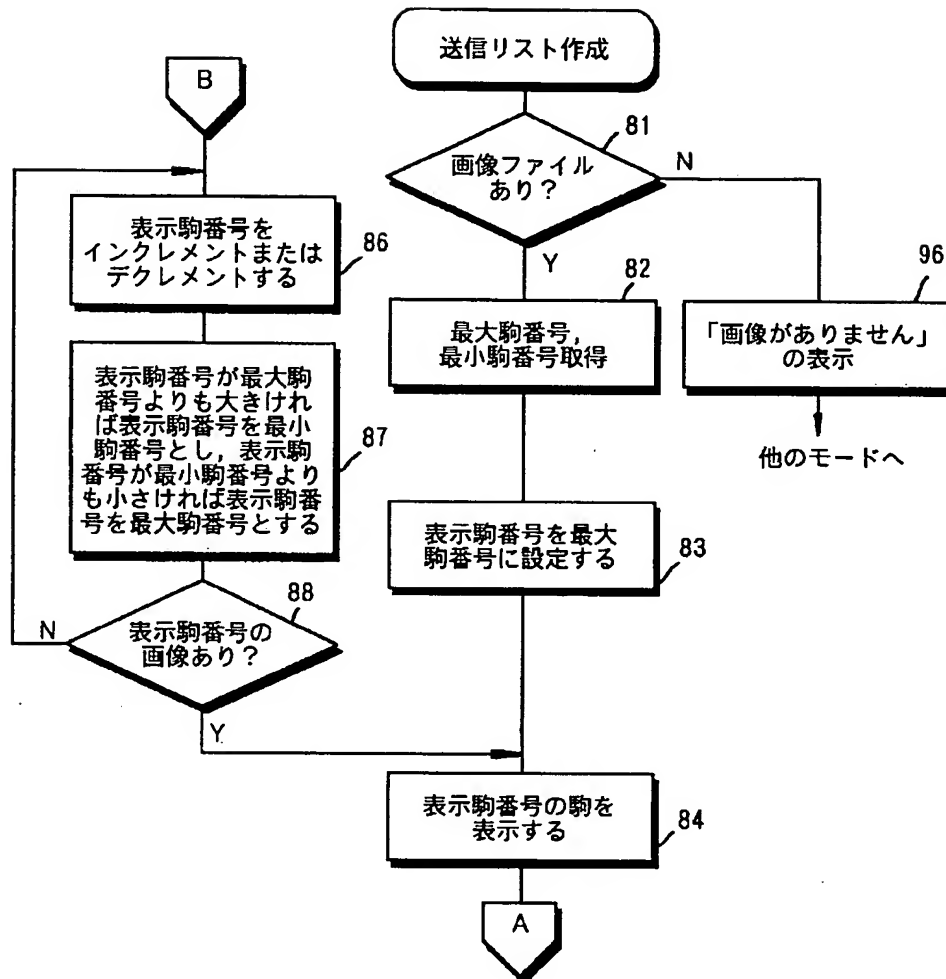 送信リスト作成
B
81
画像ファイル
あり？
N
Y
表示駒番号を
インクレメントまたは
デクレメントする
86
82
最大駒番号，
最小駒番号取得
96
「画像がありません」
の表示
他のモードへ
表示駒番号が最大駒
番号よりも大きけれ
ば表示駒番号を最小
駒番号とし，表示駒
番号が最小駒番号より
も小さければ表示駒番
号を最大駒番号とする
87
表示駒番号を最大
駒番号に設定する
83
88
表示駒番号の
画像あり？
N
Y
表示駒番号の駒を
表示する
84
A